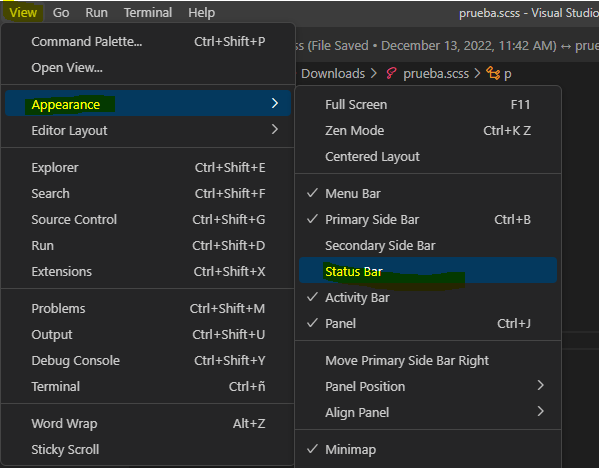 View Go Run Terminal Help prueba.scss - Visual Studio
ss (File Saved • December 13, 2022, 11:42 AM) ↔ prue
Downloads > prueba.scss > p
Command Palette... Ctrl+Shift+P
Open View...
Appearance >
Editor Layout >
Explorer Ctrl+Shift+E
Search Ctrl+Shift+F
Source Control Ctrl+Shift+G
Run Ctrl+Shift+D
Extensions Ctrl+Shift+X
Problems Ctrl+Shift+M
Output Ctrl+Shift+U
Debug Console Ctrl+Shift+Y
Terminal Ctrl+ñ
Word Wrap Alt+Z
Sticky Scroll
Full Screen F11
Zen Mode Ctrl+K Z
Centered Layout
✓ Menu Bar
✓ Primary Side Bar Ctrl+B
Secondary Side Bar
Status Bar
✓ Activity Bar
✓ Panel Ctrl+J
Move Primary Side Bar Right
Panel Position >
Align Panel >
✓ Minimap